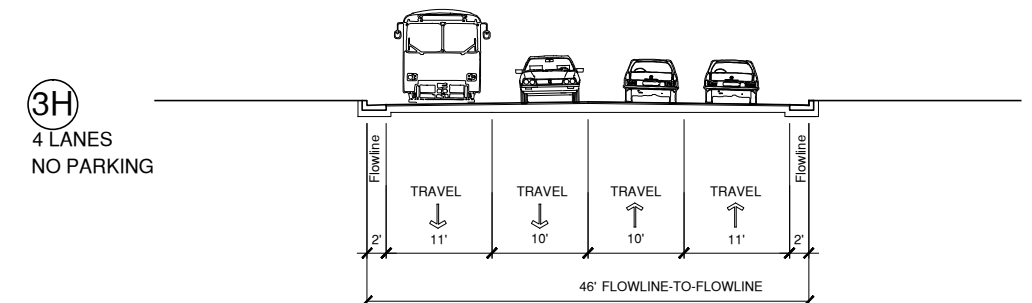 3H
4 LANES
NO PARKING
Flowline
Flowline
TRAVEL TRAVEL TRAVEL TRAVEL
2' 11' 10' 10' 11' 2'
46' FLOWLINE-TO-FLOWLINE